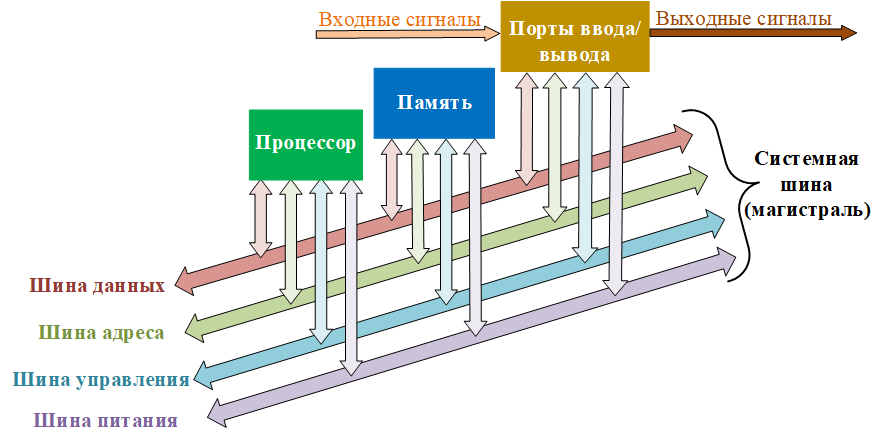 Входные сигналы
Порты ввода/
вывода
Выходные сигналы
Память
Процессор
Системная
шина
(магистраль)
Шина данных
Шина адреса
Шина управления
Шина питания